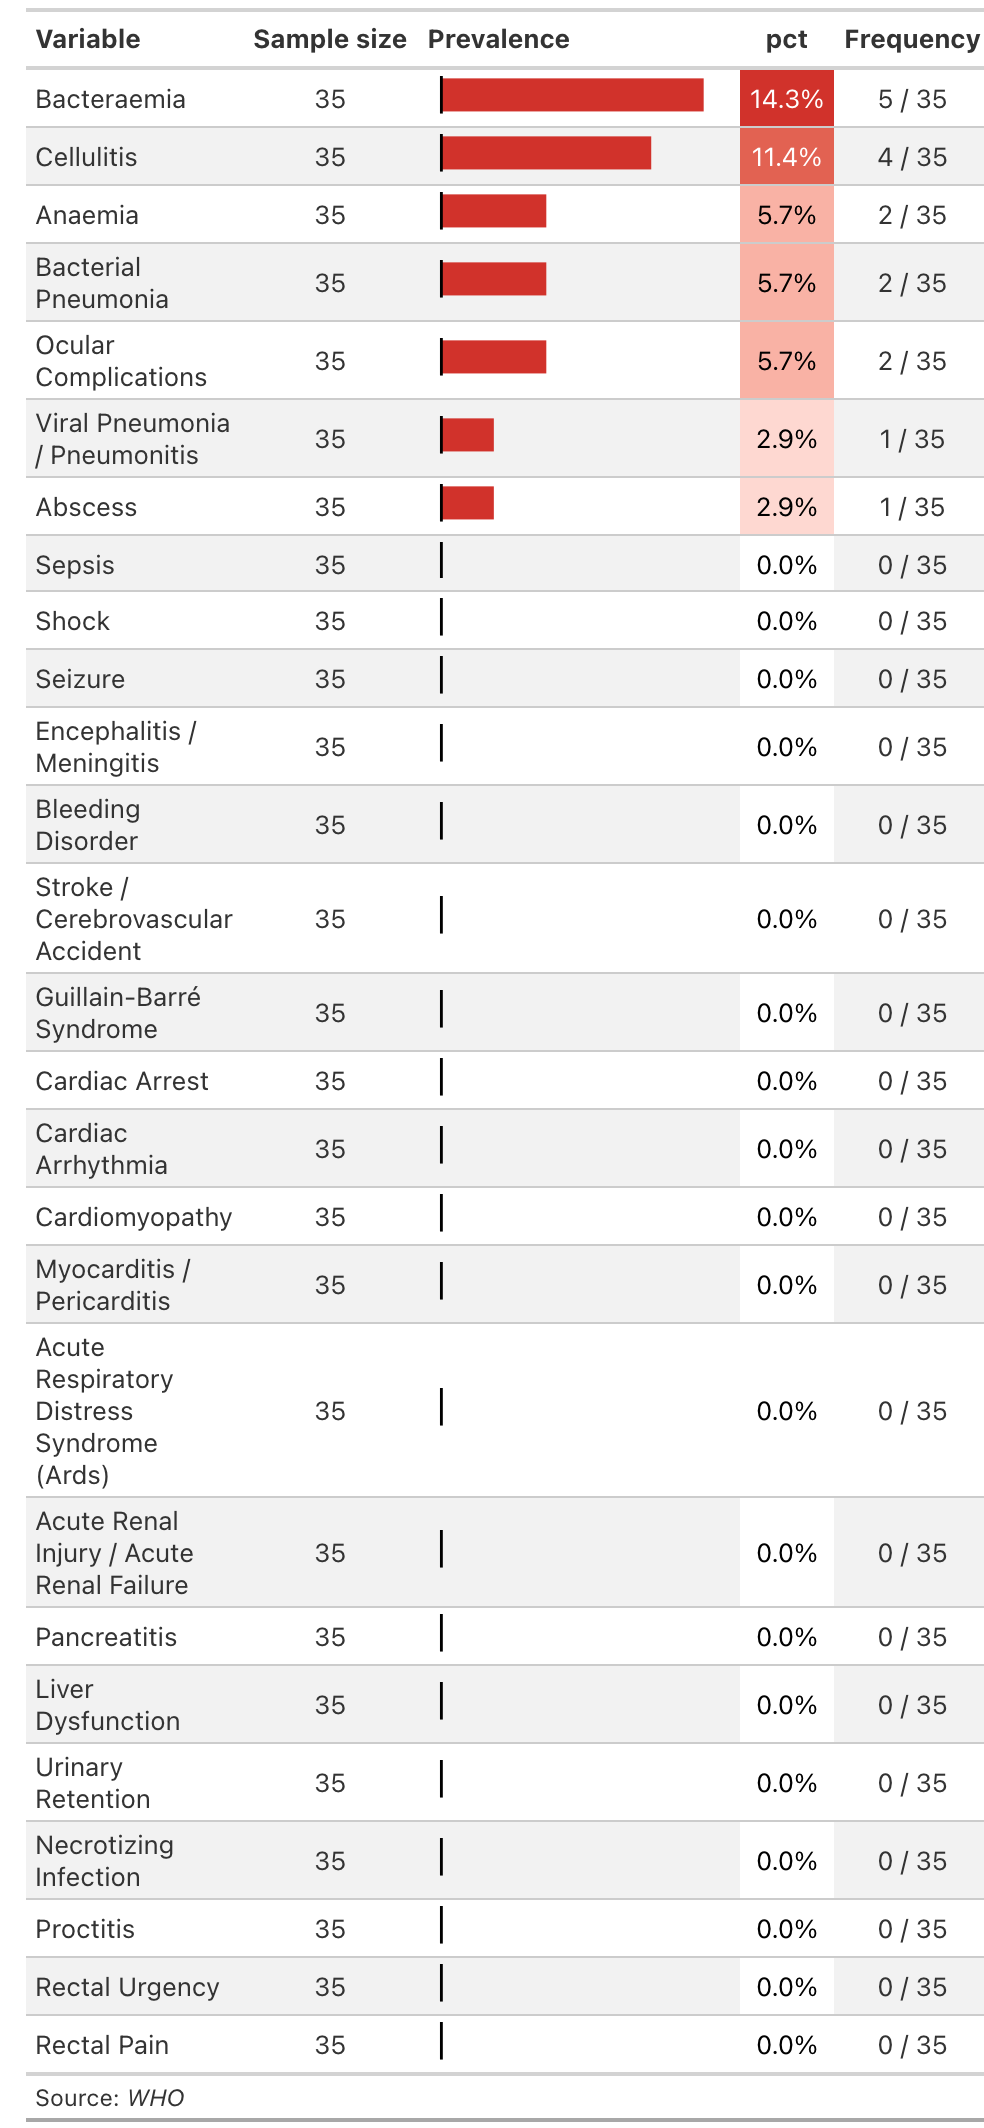 Variable Sample size Prevalence pct Frequency
Bacteraemia 35 14.3% 5 / 35
Cellulitis 35 11.4% 4 / 35
Anaemia 35 5.7% 2 / 35
Bacterial
Pneumonia 35 5.7% 2 / 35
Ocular
Complications 35 5.7% 2 / 35
Viral Pneumonia
/ Pneumonitis 35 2.9% 1 / 35
Abscess 35 2.9% 1 / 35
Sepsis 35 0.0% 0 / 35
Shock 35 0.0% 0 / 35
Seizure 35 0.0% 0 / 35
Encephalitis /
Meningitis 35 0.0% 0 / 35
Bleeding
Disorder 35 0.0% 0 / 35
Stroke /
Cerebrovascular 35 0.0% 0 / 35
Accident
Guillain-Barré
Syndrome 35 0.0% 0 / 35
Cardiac Arrest 35 0.0% 0 / 35
Cardiac
Arrhythmia 35 0.0% 0 / 35
Cardiomyopathy 35 0.0% 0 / 35
Myocarditis /
Pericarditis 35 0.0% 0 / 35
Acute
Respiratory
Distress 35 0.0% 0 / 35
Syndrome
(Ards)
Acute Renal
Injury / Acute 35 0.0% 0 / 35
Renal Failure
Pancreatitis 35 0.0% 0 / 35
Liver
Dysfunction 35 0.0% 0 / 35
Urinary
Retention 35 0.0% 0 / 35
Necrotizing
Infection 35 0.0% 0 / 35
Proctitis 35 0.0% 0 / 35
Rectal Urgency 35 0.0% 0 / 35
Rectal Pain 35 0.0% 0 / 35
Source: WHO